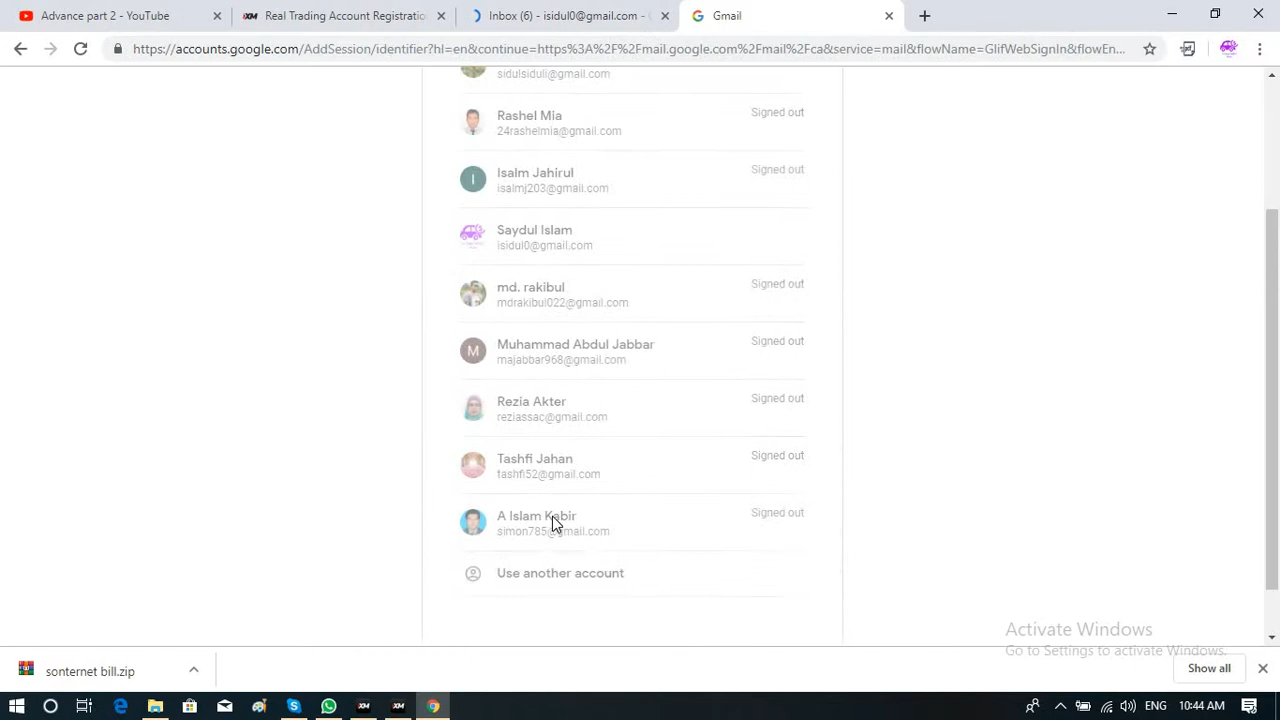 Advance part 2 - YouTube
Real Trading Account Registratio
Inbox (6) - isidul0@gmail.com -
Gmail
https://accounts.google.com/AddSession/identifier?hl=en&continue=https%3A%2F%2Fmail.google.com%2Fmail%2Fca&service=mail&flowName=GlifWebSignIn&flowEn...
sidulsiduli@gmail.com
Rashel Mia
Signed out
24rashelmia@gmail.com
Isalm Jahirul
Signed out
isalmj203@gmail.com
Saydul Islam
isidul0@gmail.com
md. rakibul
Signed out
mdrakibul022@gmail.com
M
Muhammad Abdul Jabbar
Signed out
majabbar968@gmail.com
Rezia Akter
Signed out
reziassac@gmail.com
Tashfi Jahan
Signed out
tashfi52@gmail.com
A Islam Kabir
Signed out
simon785@gmail.com
Use another account
Activate Windows
Go to Settings to activate Windows.
sonternet bill.zip
Show all
10:44 AM